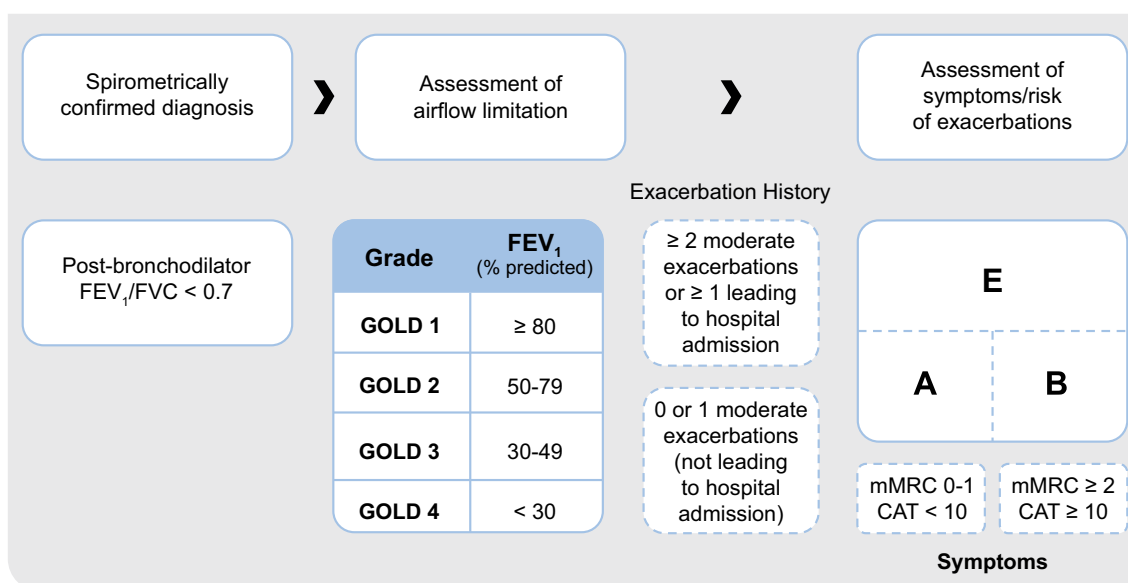 Spirometrically
confirmed diagnosis
Assessment of
airflow limitation
Assessment of
symptoms/risk
of exacerbations
Post-bronchodilator
FEV₁/FVC < 0.7
Grade
FEV₁
(% predicted)
GOLD 1
≥ 80
GOLD 2
50-79
GOLD 3
30-49
GOLD 4
< 30
Exacerbation History
≥ 2 moderate
exacerbations
or ≥ 1 leading
to hospital
admission
0 or 1 moderate
exacerbations
(not leading
to hospital
admission)
E
A
B
mMRC 0-1
CAT < 10
mMRC ≥ 2
CAT ≥ 10
Symptoms